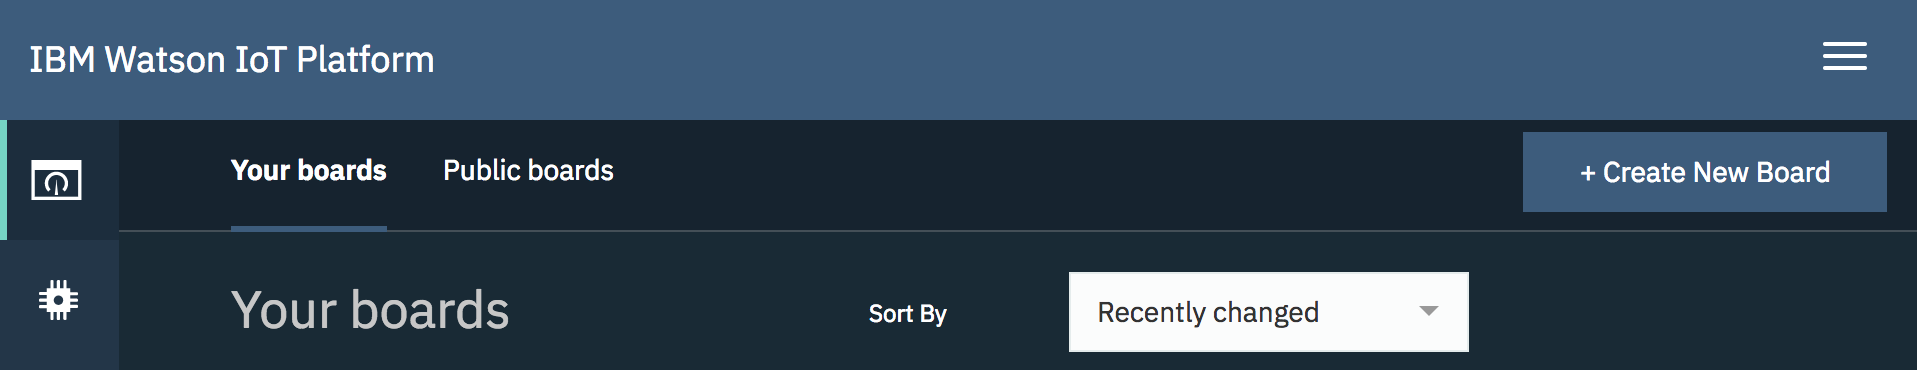 IBM Watson IoT Platform
Your boards
Public boards
+ Create New Board
Your boards
Sort By
Recently changed